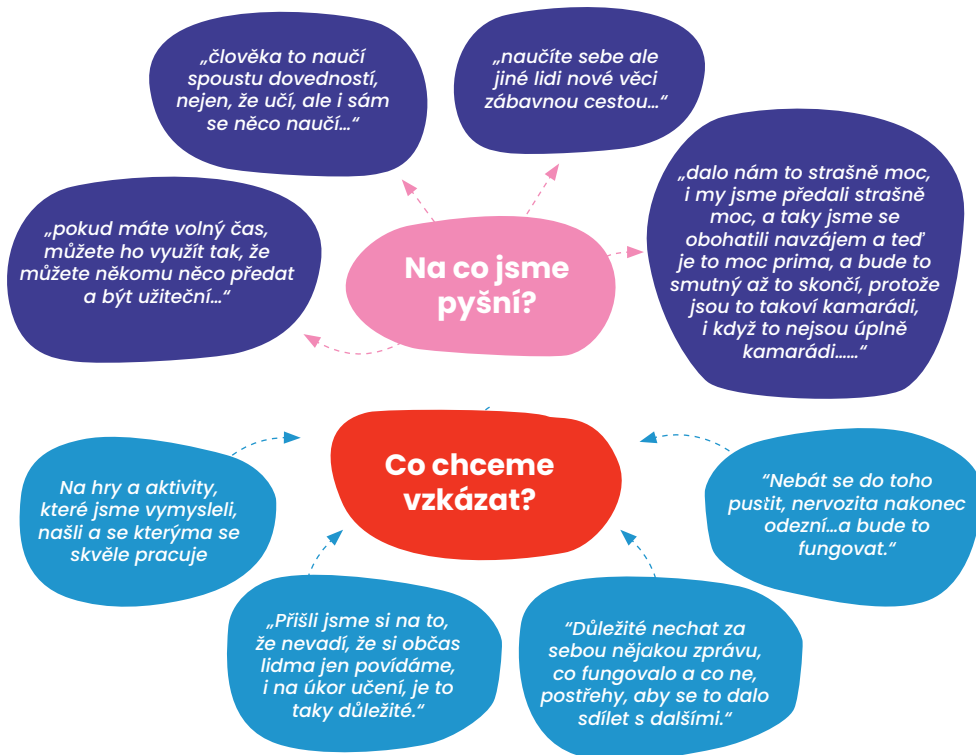 „člověka to naučí
spoustu dovedností,
nejen, že učí, ale i sám
se něco naučí…“
„naučíte sebe ale
jiné lidi nové věci
zábavnou cestou…“
„pokud máte volný čas,
můžete ho využít tak, že
můžete někomu něco předat
a být užiteční…“
„dalo nám to strašně moc,
i my jsme předali strašně
moc, a taky jsme se
obohatili navzájem a teď
je to moc prima, a bude to
smutný až to skončí, protože
jsou to takoví kamarádi,
i když to nejsou úplně
kamarádi……“
Na co jsme
pyšní?
Co chceme
vzkázat?
Na hry a aktivity,
které jsme vymysleli,
našli a se kterýma se
skvěle pracuje
„Přišli jsme si na to,
že nevadí, že si občas
lidma jen povídáme,
i na úkor učení, je to
taky důležité.“
“Důležité nechat za
sebou nějakou zprávu,
co fungovalo a co ne,
postřehy, aby se to dalo
sdílet s dalšími.“
“Nebát se do toho
pustit, nervozita nakonec
odezní…a bude to
fungovat.“